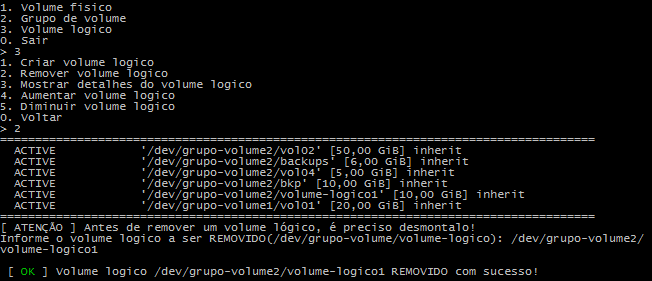 1. Volume fisico
2. Grupo de volume
3. Volume logico
0. Sair
> 3
1. Criar volume logico
2. Remover volume logico
3. Mostrar detalhes do volume logico
4. Aumentar volume logico
5. Diminuir volume logico
0. Voltar
> 2
=====================================================================================
ACTIVE '/dev/grupo-volume2/vol02' [50,00 GiB] inherit
ACTIVE '/dev/grupo-volume2/backups' [6,00 GiB] inherit
ACTIVE '/dev/grupo-volume2/vol04' [5,00 GiB] inherit
ACTIVE '/dev/grupo-volume2/bkp' [10,00 GiB] inherit
ACTIVE '/dev/grupo-volume2/volume-logico1' [10,00 GiB] inherit
ACTIVE '/dev/grupo-volume1/vol01' [20,00 GiB] inherit
=====================================================================================
[ ATENÇÃO ] Antes de remover um volume lógico, é preciso desmontalo!
Informe o volume logico a ser REMOVIDO(/dev/grupo-volume/volume-logico): /dev/grupo-volume2/
volume-logico1
[ OK ] Volume logico /dev/grupo-volume2/volume-logico1 REMOVIDO com sucesso!